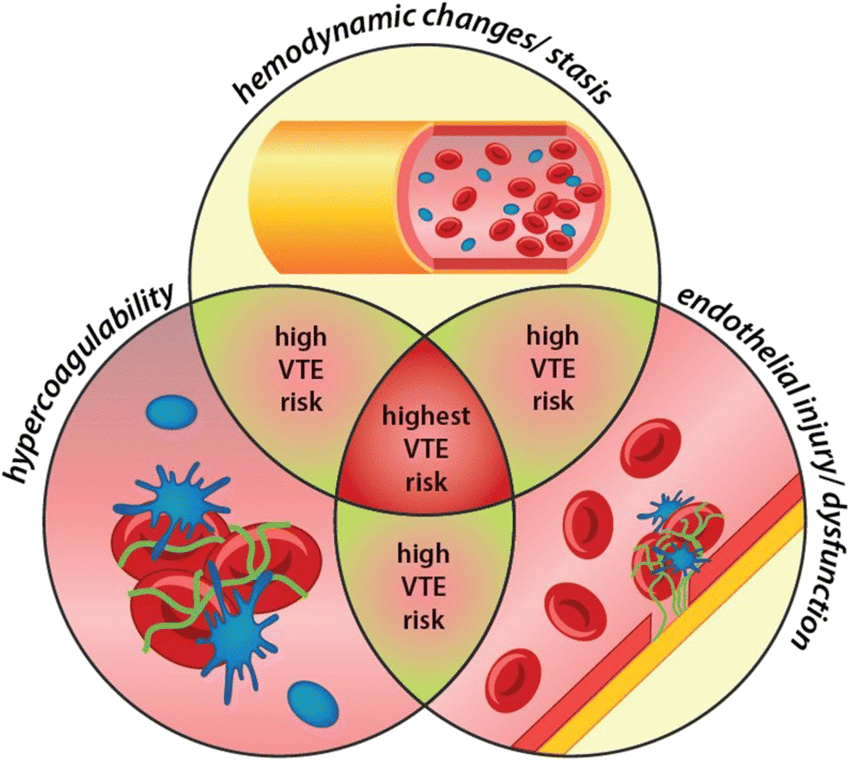 hemodynamic changes/ stasis
hypercoagulability
endothelial injury/ dysfunction
high
VTE
risk
high
VTE
risk
highest
VTE
risk
high
VTE
risk